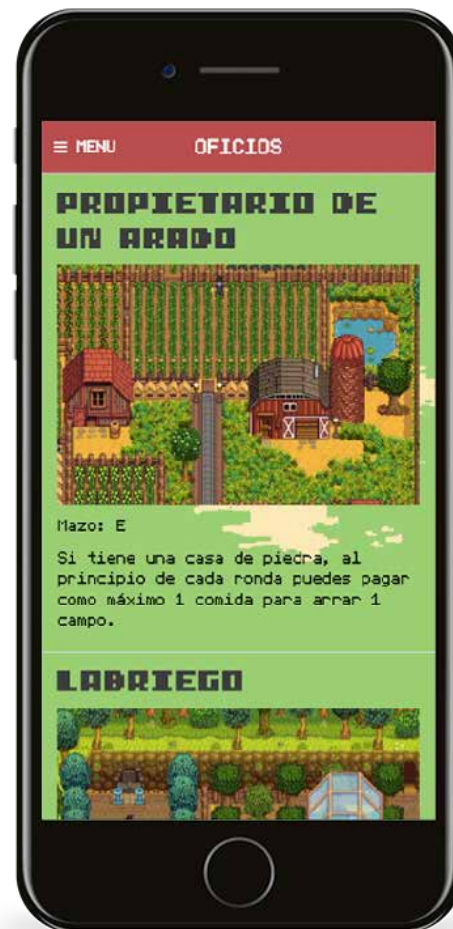 ≡ MENU OFICIOS
PROPIETARIO DE
UN ARADO
Mazo: E
Si tiene una casa de piedra, al
principio de cada ronda puedes pagar
como máximo 1 comida para arrar 1
campo.
LABRIEGO